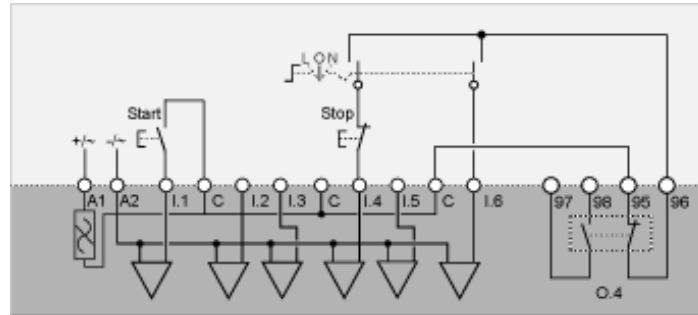 L O N
Start
Stop
+/~ -/~
A1 A2 I.1 C I.2 I.3 C I.4 I.5 C I.6 97 98 95 96
O.4